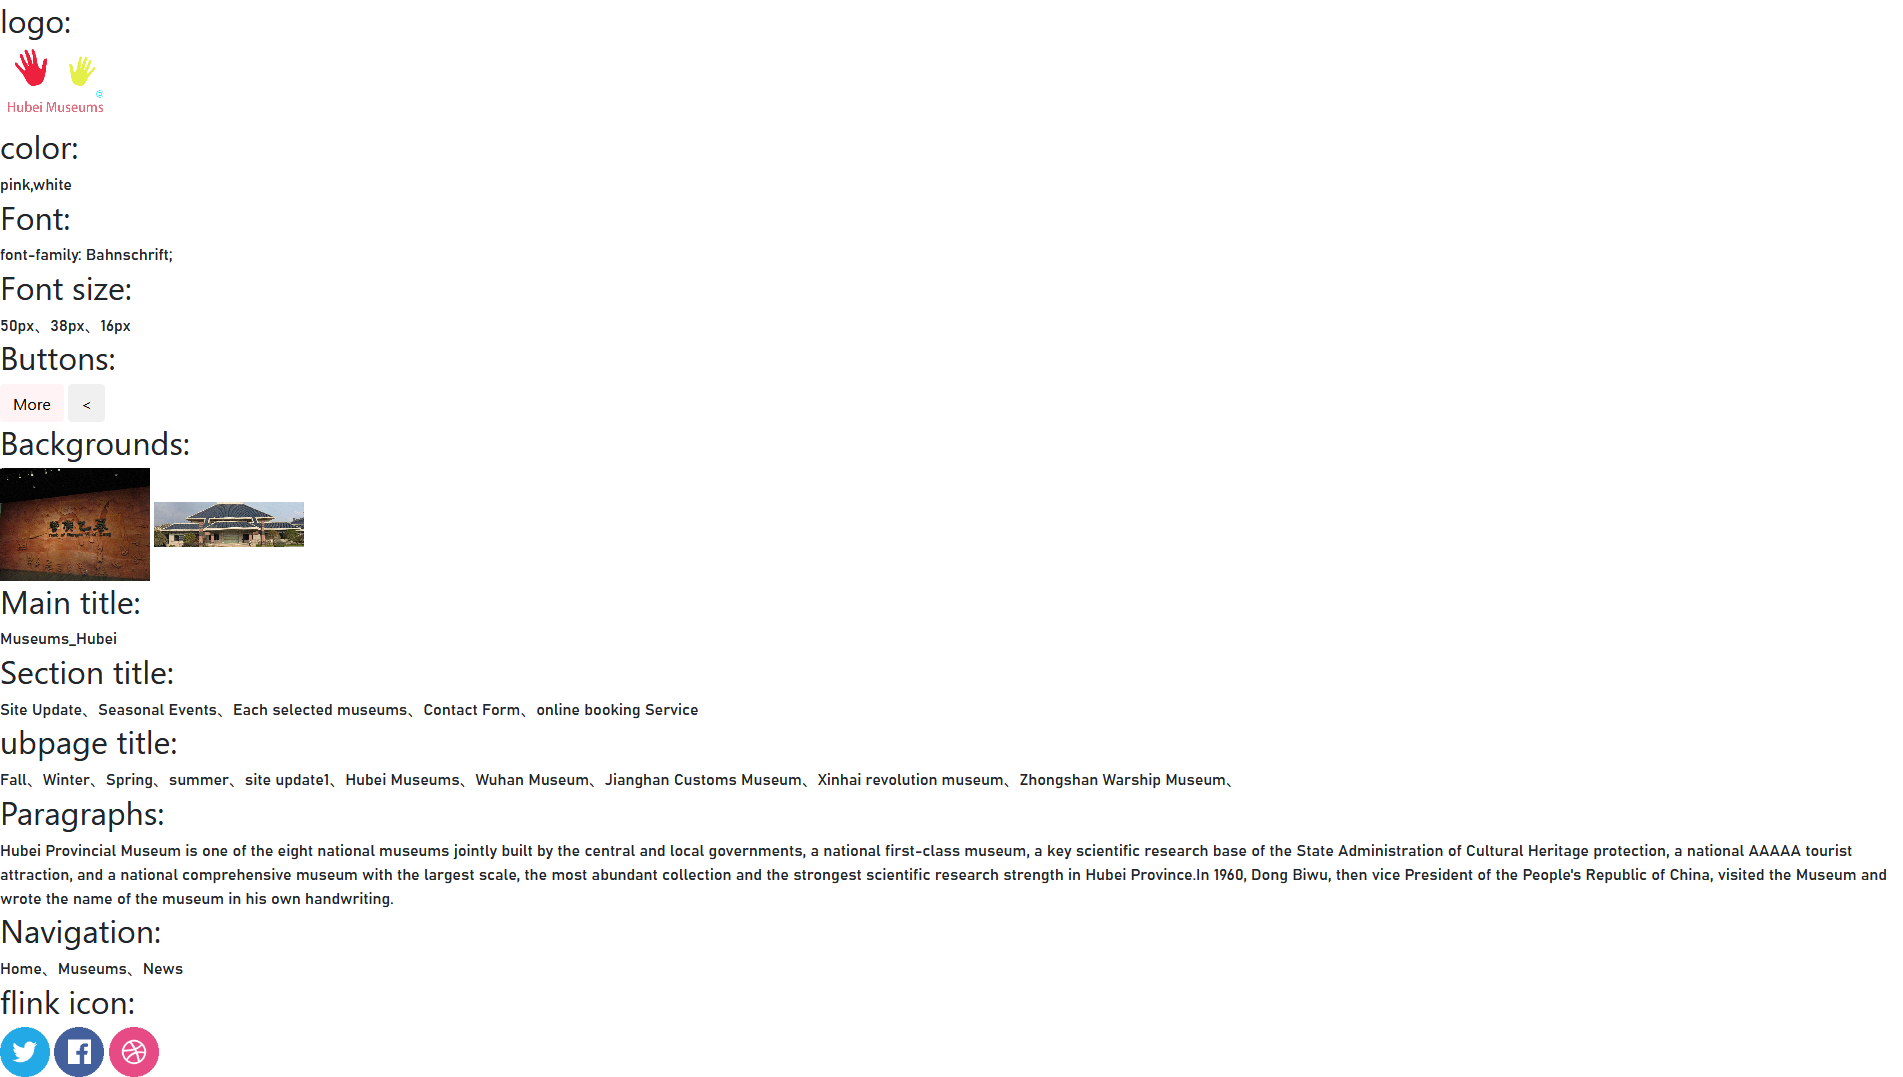 logo:
Hubei Museums
color:
pink,white
Font:
font-family: Bahnschrift;
Font size:
50px、38px、16px
Buttons:
More <
Backgrounds:
曾侯乙墓
Main title:
Museums_Hubei
Section title:
Site Update、Seasonal Events、Each selected museums、Contact Form、online booking Service
ubpage title:
Fall、Winter、Spring、summer、site update1、Hubei Museums、Wuhan Museum、Jianghan Customs Museum、Xinhai revolution museum、Zhongshan Warship Museum、
Paragraphs:
Hubei Provincial Museum is one of the eight national museums jointly built by the central and local governments, a national first-class museum, a key scientific research base of the State Administration of Cultural Heritage protection, a national AAAAA tourist
attraction, and a national comprehensive museum with the largest scale, the most abundant collection and the strongest scientific research strength in Hubei Province.In 1960, Dong Biwu, then vice President of the People's Republic of China, visited the Museum and
wrote the name of the museum in his own handwriting.
Navigation:
Home、Museums、News
flink icon: